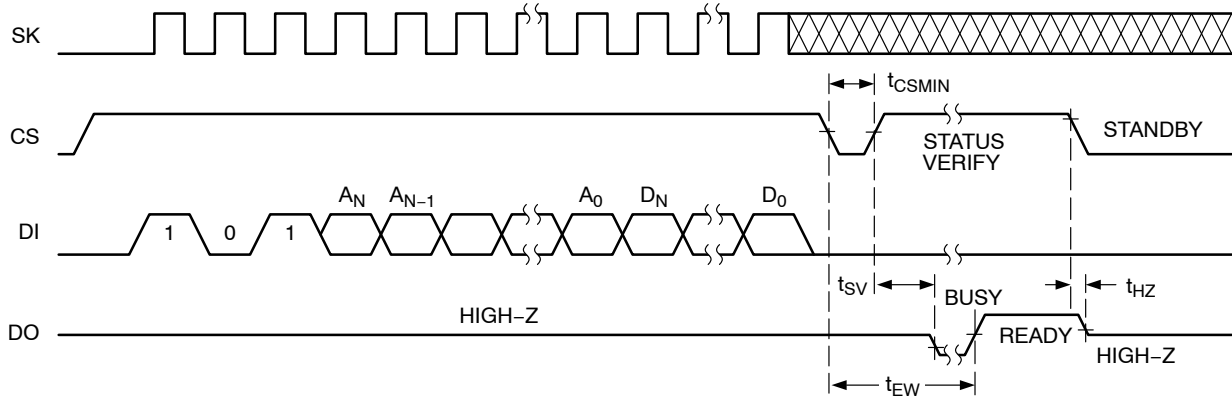 SK
t_CSMIN
CS
STATUS
VERIFY
STANDBY
A_N
A_N–1
A_0
D_N
D_0
DI
1
0
1
t_SV
BUSY
t_HZ
HIGH–Z
DO
READY
HIGH–Z
t_EW